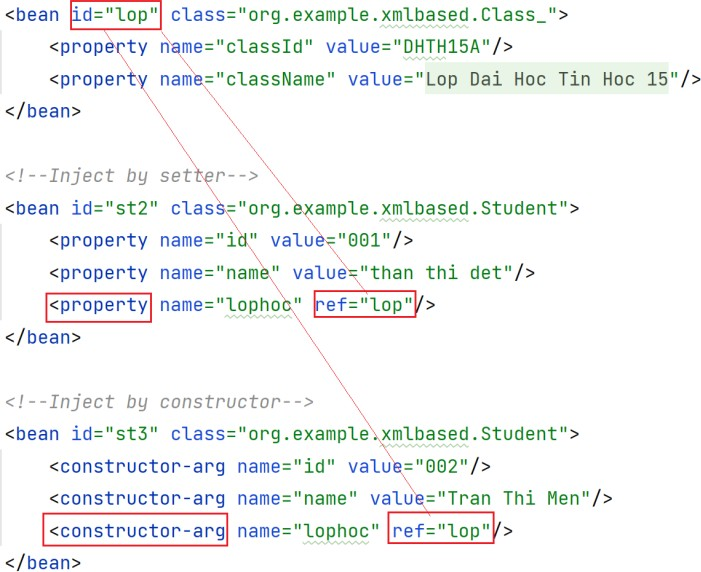 <bean id="lop" class="org.example.xmlbased.Class_">
<property name="classId" value="DHTH15A"/>
<property name="className" value="Lop Dai Hoc Tin Hoc 15"/>
</bean>
<!--Inject by setter-->
<bean id="st2" class="org.example.xmlbased.Student">
<property name="id" value="001"/>
<property name="name" value="than thi det"/>
<property name="lophoc" ref="lop"/>
</bean>
<!--Inject by constructor-->
<bean id="st3" class="org.example.xmlbased.Student">
<constructor-arg name="id" value="002"/>
<constructor-arg name="name" value="Tran Thi Men"/>
<constructor-arg name="lophoc" ref="lop"/>
</bean>